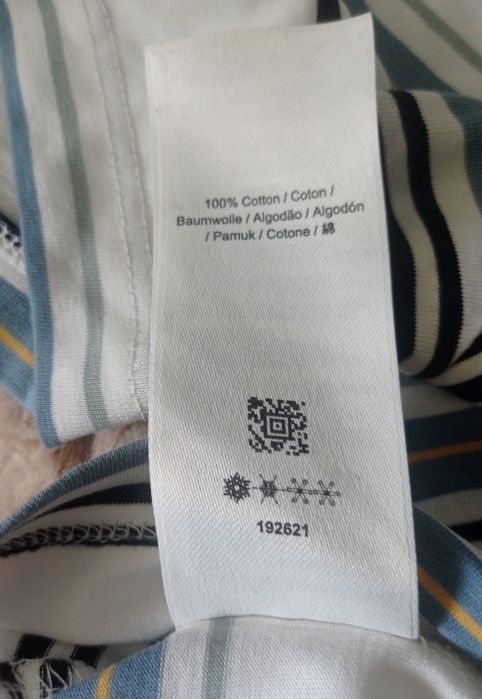 100% Cotton / Coton /
Baumwolle / Algodão / Algodón
/ Pamuk / Cotone / 綿
192621